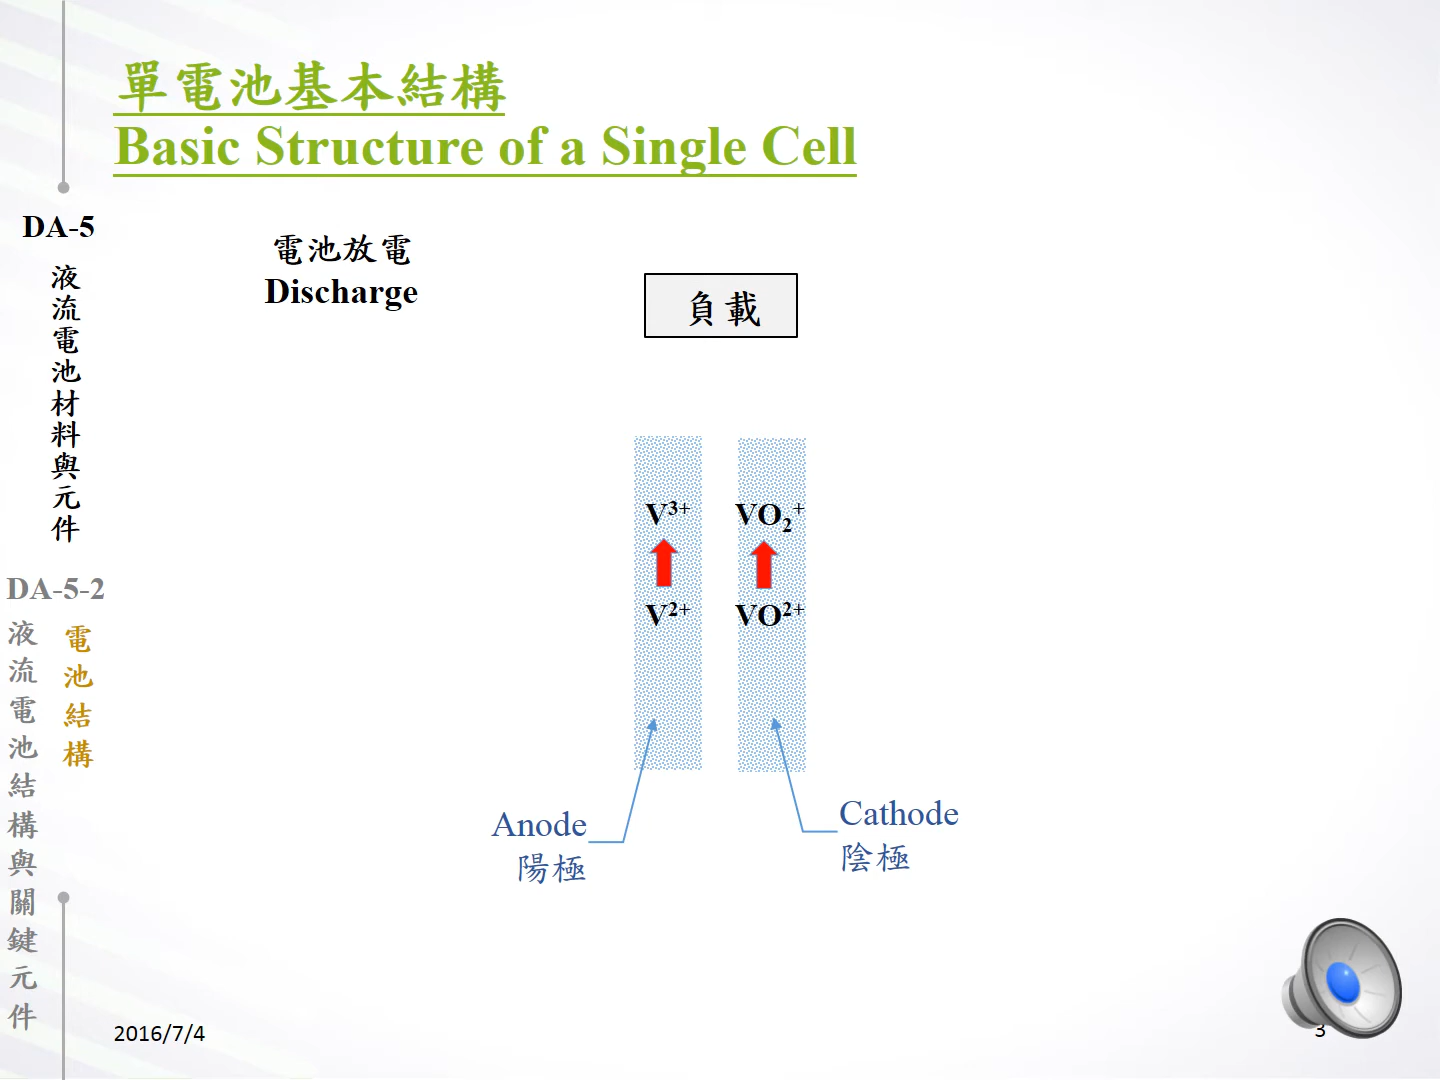 單電池基本結構
Basic Structure of a Single Cell
DA-5
液流電池材料與元件
DA-5-2
液流電池結構與關鍵元件
電池結構
電池放電
Discharge
負載
V³⁺
VO₂⁺
V²⁺
VO²⁺
Anode
陽極
Cathode
陰極
2016/7/4
3